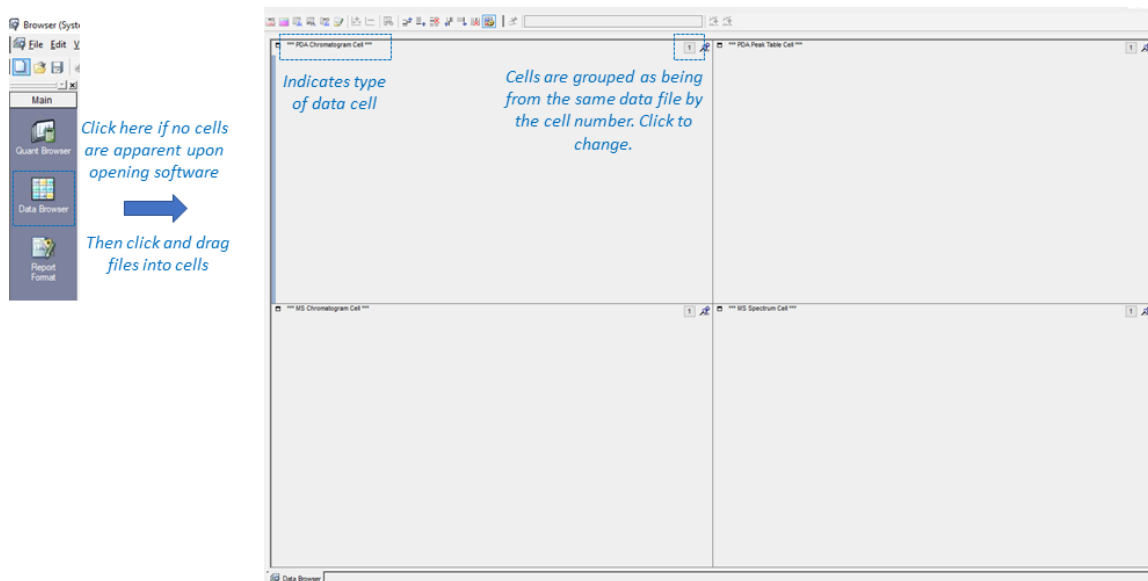 Browser (Syst
File Edit V
Main
Quant Browser
Data Browser
Report
Format
Click here if no cells
are apparent upon
opening software
Then click and drag
files into cells
*** PDA Chromatogram Cell ***
1
Indicates type
of data cell
Cells are grouped as being
from the same data file by
the cell number. Click to
change.
*** PDA Peak Table Cell ***
1
*** MS Chromatogram Cell ***
1
*** MS Spectrum Cell ***
1
Data Browser